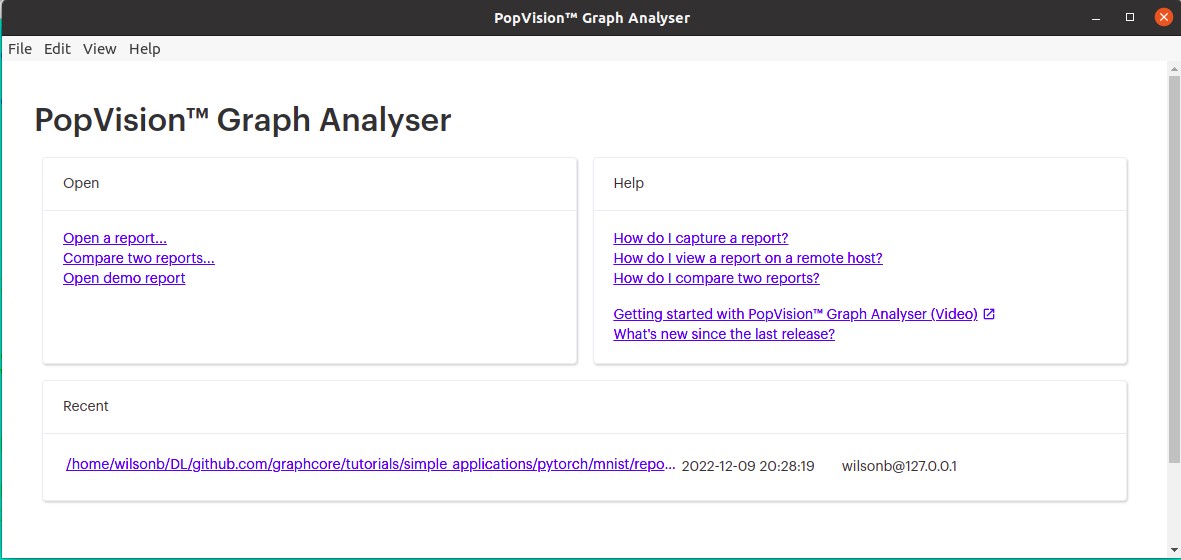 PopVision™ Graph Analyser
File Edit View Help
PopVision™ Graph Analyser
Open
Open a report...
Compare two reports...
Open demo report
Help
How do I capture a report?
How do I view a report on a remote host?
How do I compare two reports?
Getting started with PopVision™ Graph Analyser (Video)
What's new since the last release?
Recent
/home/wilsonb/DL/github.com/graphcore/tutorials/simple_applications/pytorch/mnist/repo... 2022-12-09 20:28:19 wilsonb@127.0.0.1